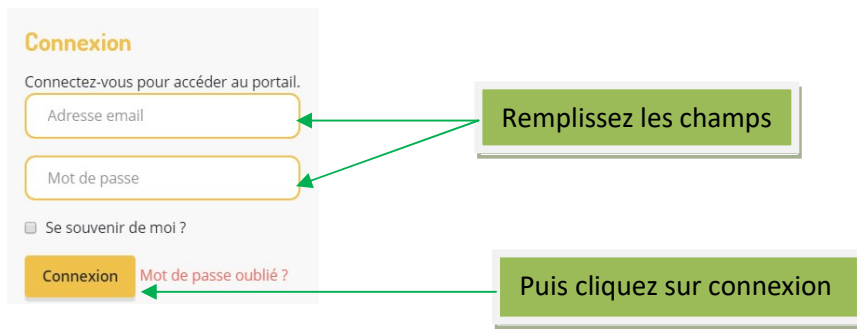 Connexion
Connectez-vous pour accéder au portail.
Adresse email
Remplissez les champs
Mot de passe
Se souvenir de moi ?
Connexion Mot de passe oublié ?
Puis cliquez sur connexion